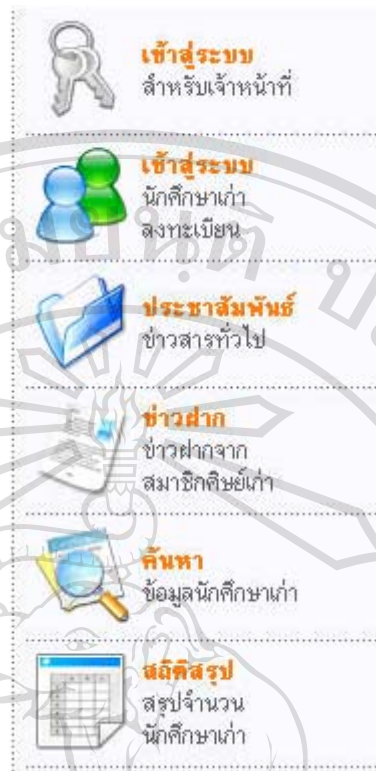 เข้าสู่ระบบ
สำหรับเจ้าหน้าที่
เข้าสู่ระบบ
นักศึกษาเก่า
ลงทะเบียน
ประชาสัมพันธ์
ข่าวสารทั่วไป
ข่าวฝาก
ข่าวฝากจาก
สมาชิกศิษย์เก่า
ค้นหา
ข้อมูลนักศึกษาเก่า
สถิติสรุป
สรุปจำนวน
นักศึกษาเก่า